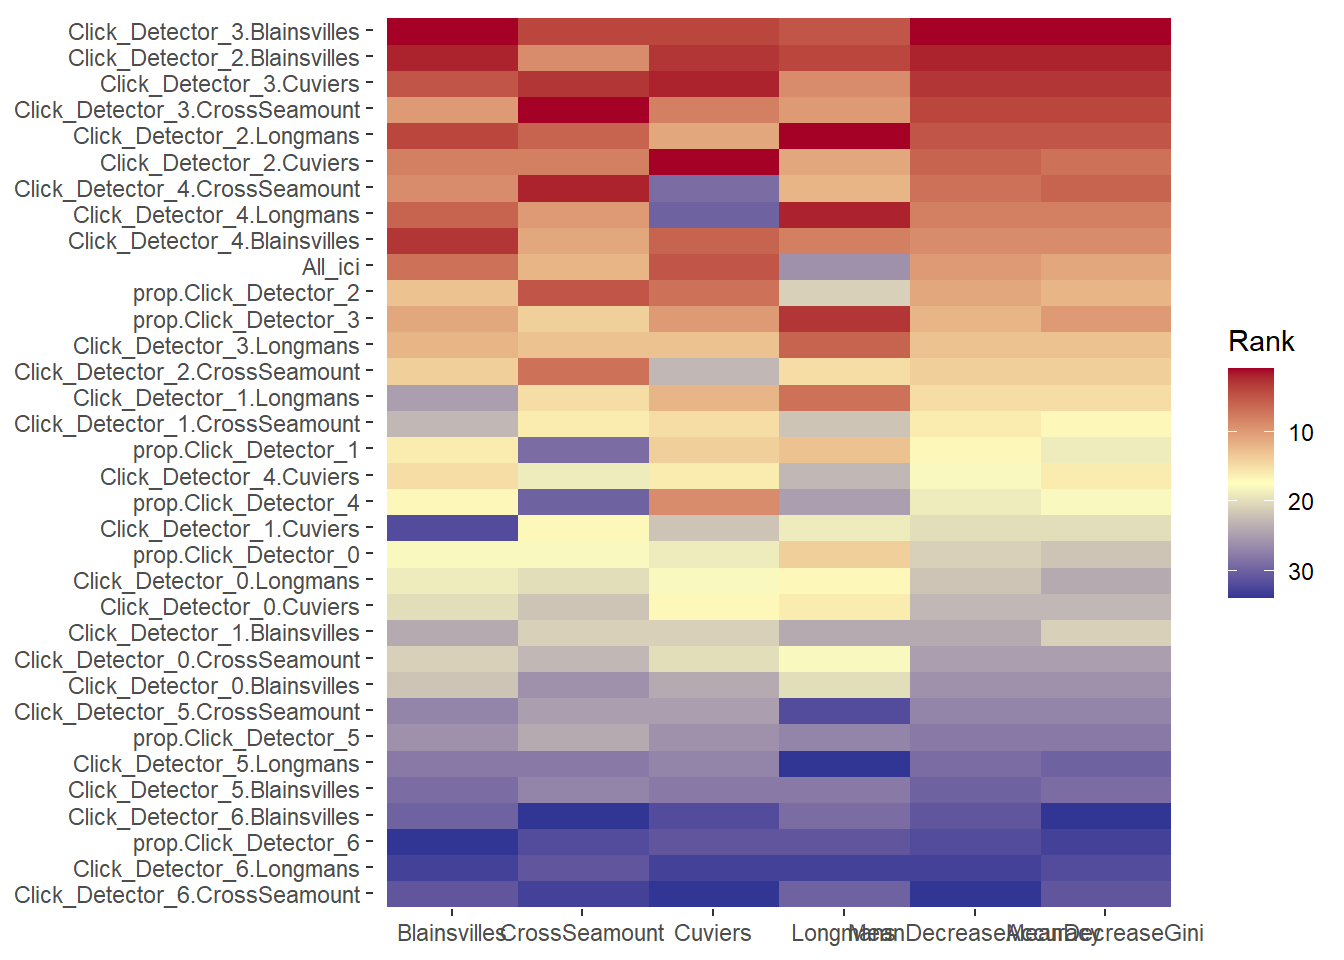 Click_Detector_3.Blainsvilles
Click_Detector_2.Blainsvilles
Click_Detector_3.Cuviers
Click_Detector_3.CrossSeamount
Click_Detector_2.Longmans
Click_Detector_2.Cuviers
Click_Detector_4.CrossSeamount
Click_Detector_4.Longmans
Click_Detector_4.Blainsvilles
All_ici
prop.Click_Detector_2
prop.Click_Detector_3
Click_Detector_3.Longmans
Click_Detector_2.CrossSeamount
Click_Detector_1.Longmans
Click_Detector_1.CrossSeamount
prop.Click_Detector_1
Click_Detector_4.Cuviers
prop.Click_Detector_4
Click_Detector_1.Cuviers
prop.Click_Detector_0
Click_Detector_0.Longmans
Click_Detector_0.Cuviers
Click_Detector_1.Blainsvilles
Click_Detector_0.CrossSeamount
Click_Detector_0.Blainsvilles
Click_Detector_5.CrossSeamount
prop.Click_Detector_5
Click_Detector_5.Longmans
Click_Detector_5.Blainsvilles
Click_Detector_6.Blainsvilles
prop.Click_Detector_6
Click_Detector_6.Longmans
Click_Detector_6.CrossSeamount
Blainsvilles CrossSeamount Cuviers Longmans MeanDecreaseAccuracy MeanDecreaseGini
Rank
10
20
30